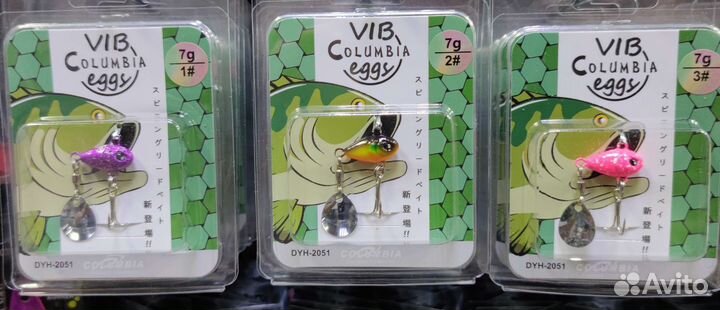 VIB
COLUMBIA
eggs
7g
1#
スピニングリードベイト
新登場!!
DYH-2051
COLUMBIA
VIB
COLUMBIA
eggs
7g
2#
スピニングリードベイト
新登場!!
DYH-2051
COLUMBIA
VIB
COLUMBIA
eggs
7g
3#
スピニングリードベイト
新登場!!
DYH-2051
COLUMBIA
Avito